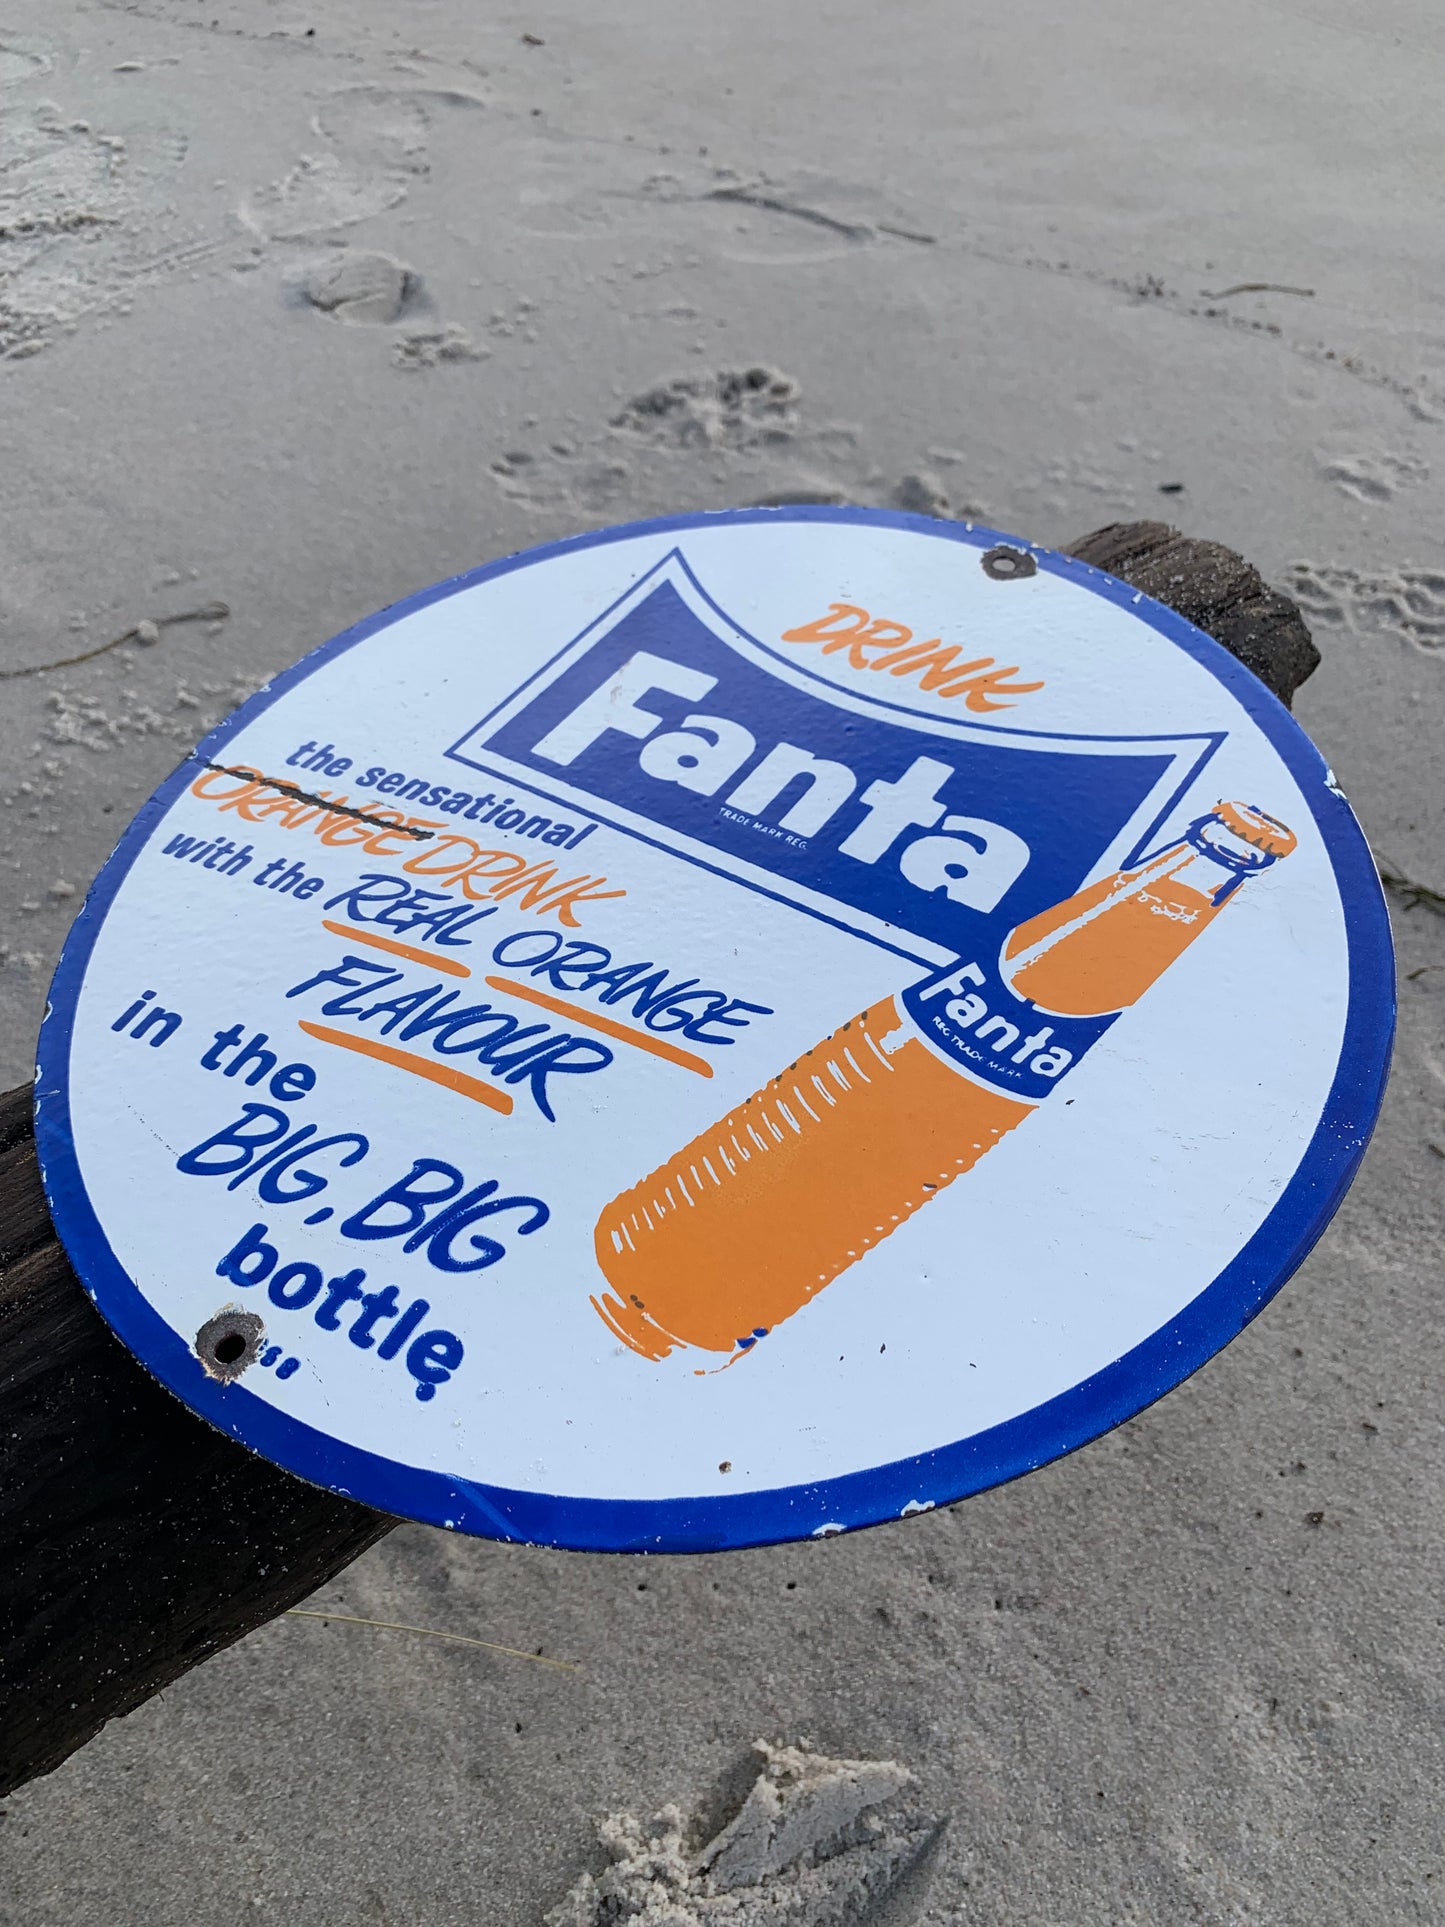 DRINK
Fanta
TRADE MARK REG.
the sensational
ORANGE DRINK
with the REAL ORANGE
FLAVOUR
in the
BIG, BIG
bottle
Fanta
REG. TRADE MARK